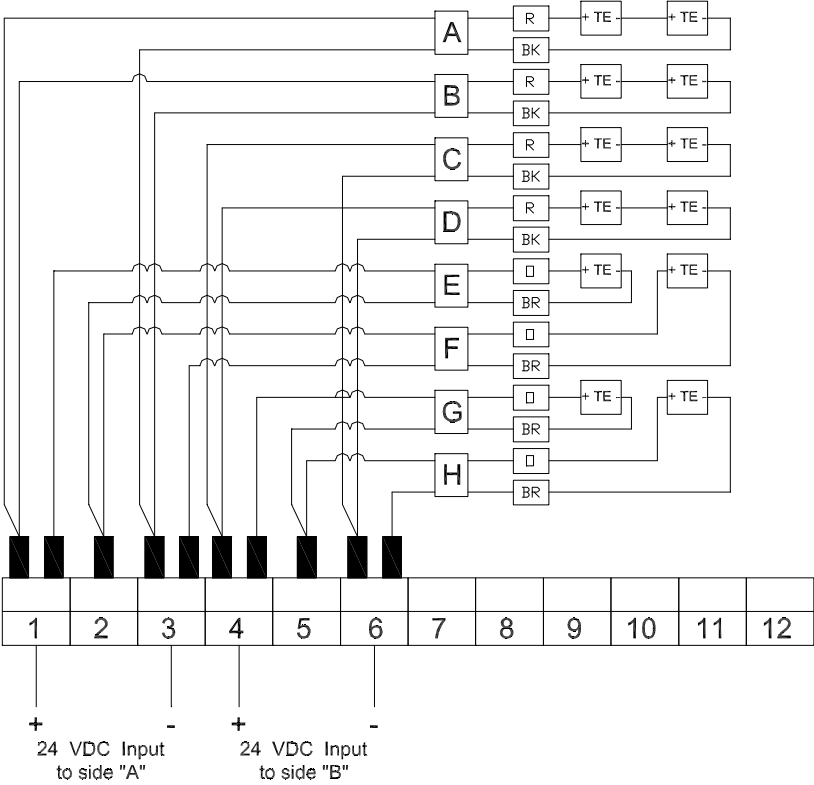 A R + TE - + TE -
BK
B R + TE - + TE -
BK
C R + TE - + TE -
BK
D R + TE - + TE -
BK
E O + TE - + TE -
BR
F O
BR
G O + TE - + TE -
BR
H O
BR
1 2 3 4 5 6 7 8 9 10 11 12
+ - + -
24 VDC Input 24 VDC Input
to side "A" to side "B"